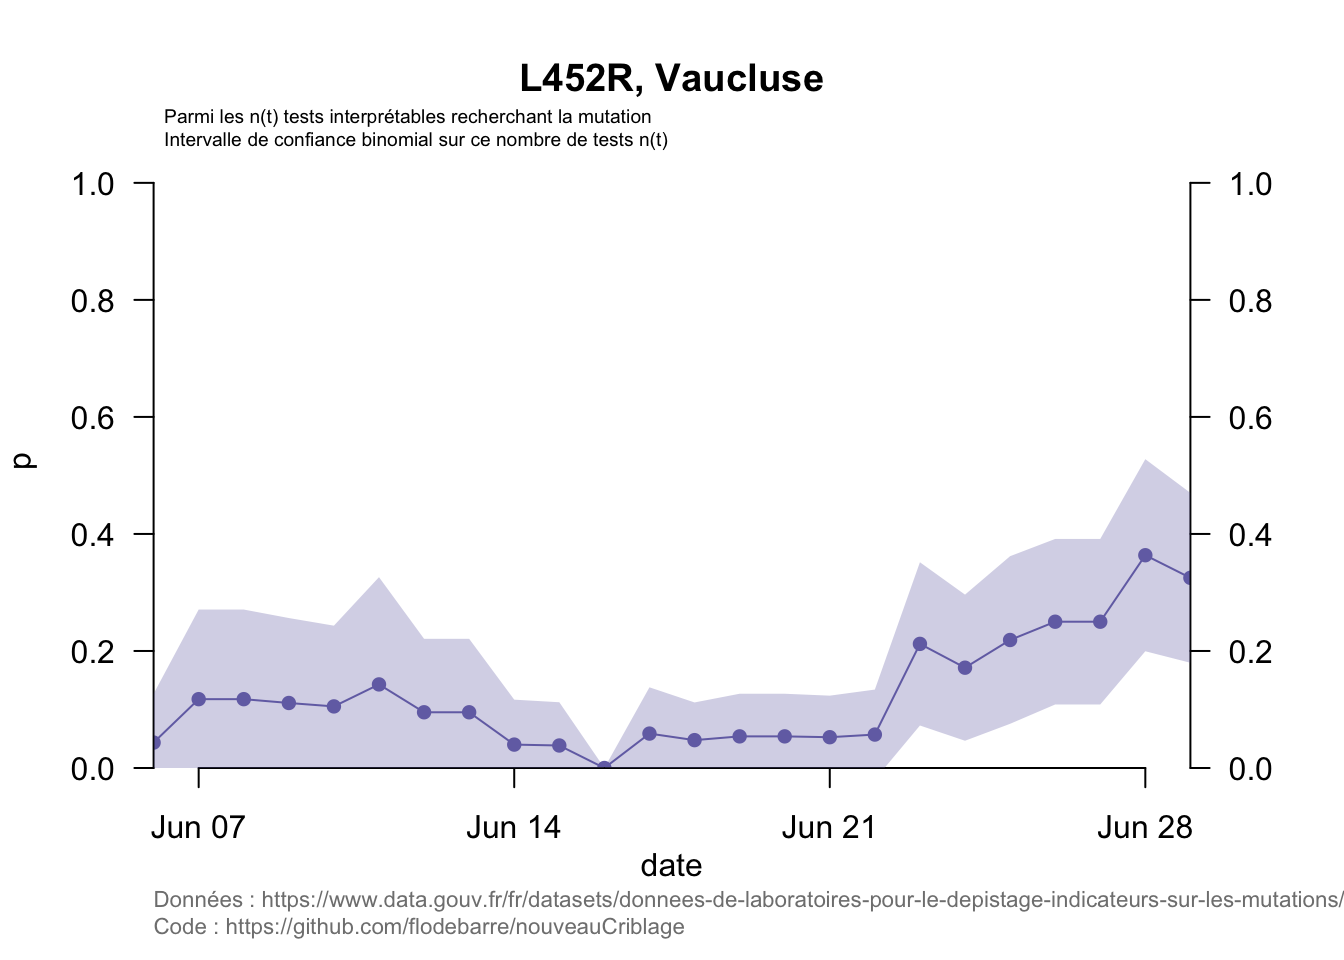 L452R, Vaucluse
Parmi les n(t) tests interprétables recherchant la mutation
Intervalle de confiance binomial sur ce nombre de tests n(t)
1.0
0.8
0.6
0.4
0.2
0.0
p
1.0
0.8
0.6
0.4
0.2
0.0
Jun 07 Jun 14 Jun 21 Jun 28
date
Données : https://www.data.gouv.fr/fr/datasets/donnees-de-laboratoires-pour-le-depistage-indicateurs-sur-les-mutations/
Code : https://github.com/flodebarre/nouveauCriblage